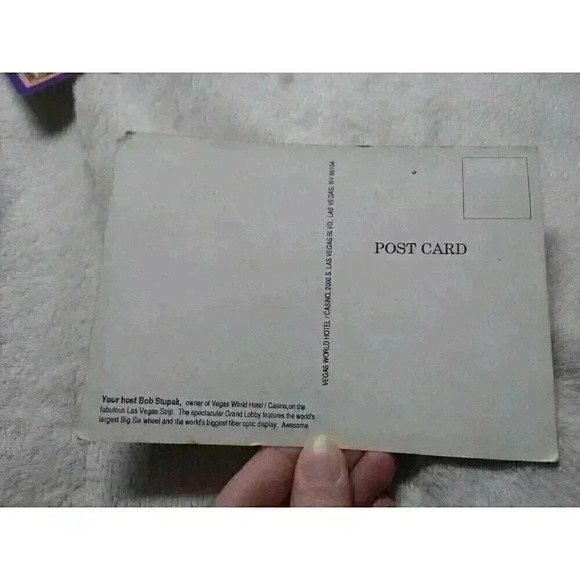 VEGAS WORLD HOTEL / CASINO, 2000 S. LAS VEGAS BLVD., LAS VEGAS, NV 89104
POST CARD
Your host Bob Stupak, owner of Vegas World Hotel / Casino,on the
fabulous Las Vegas Strip. The spectacular Grand Lobby features the world's
largest Big Six wheel and the world's biggest fiber optic display. Awesome.